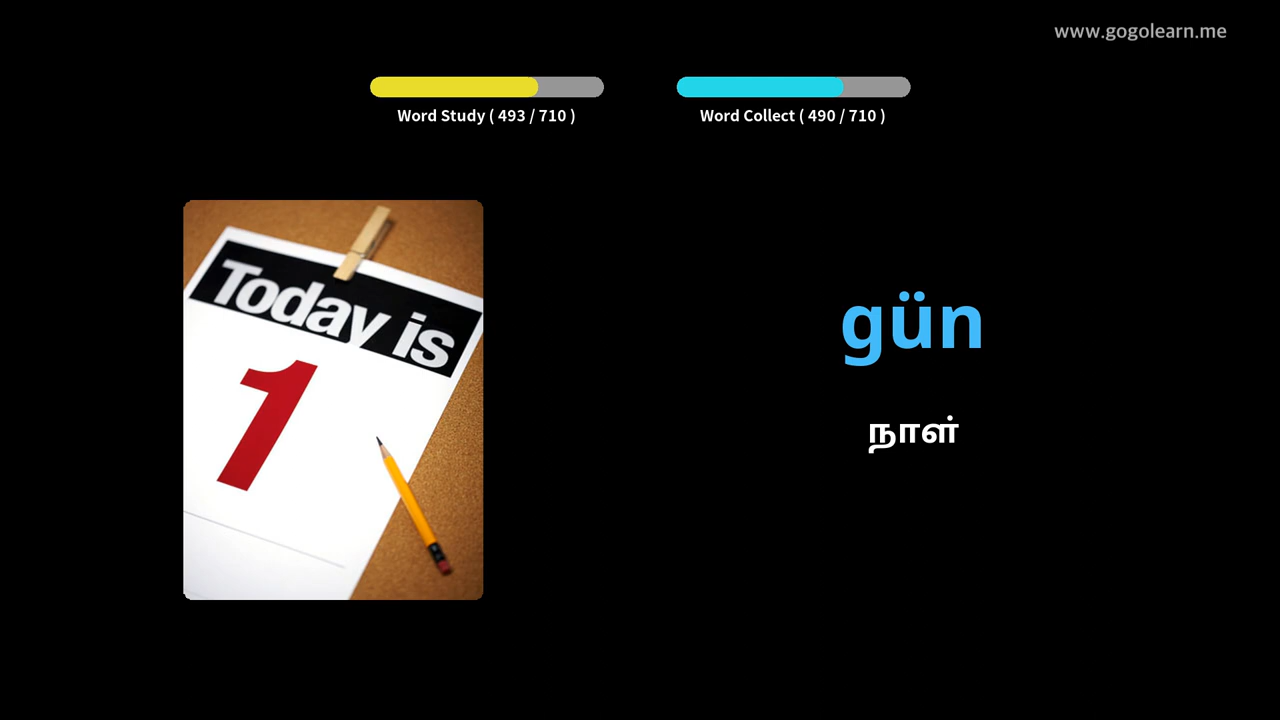 www.gogolearn.me
Word Study ( 493 / 710 )
Word Collect ( 490 / 710 )
Today is
1
gün
நாள்